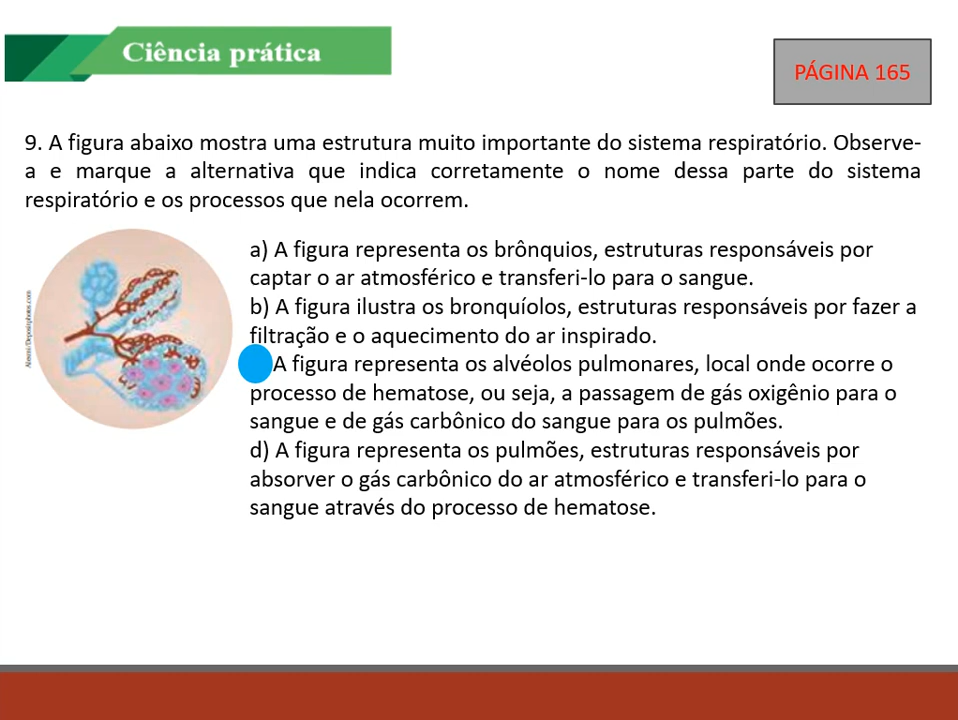 Ciência prática
PÁGINA 165
9. A figura abaixo mostra uma estrutura muito importante do sistema respiratório. Observe-
a e marque a alternativa que indica corretamente o nome dessa parte do sistema
respiratório e os processos que nela ocorrem.
a) A figura representa os brônquios, estruturas responsáveis por
captar o ar atmosférico e transferi-lo para o sangue.
b) A figura ilustra os bronquíolos, estruturas responsáveis por fazer a
filtração e o aquecimento do ar inspirado.
A figura representa os alvéolos pulmonares, local onde ocorre o
processo de hematose, ou seja, a passagem de gás oxigênio para o
sangue e de gás carbônico do sangue para os pulmões.
d) A figura representa os pulmões, estruturas responsáveis por
absorver o gás carbônico do ar atmosférico e transferi-lo para o
sangue através do processo de hematose.